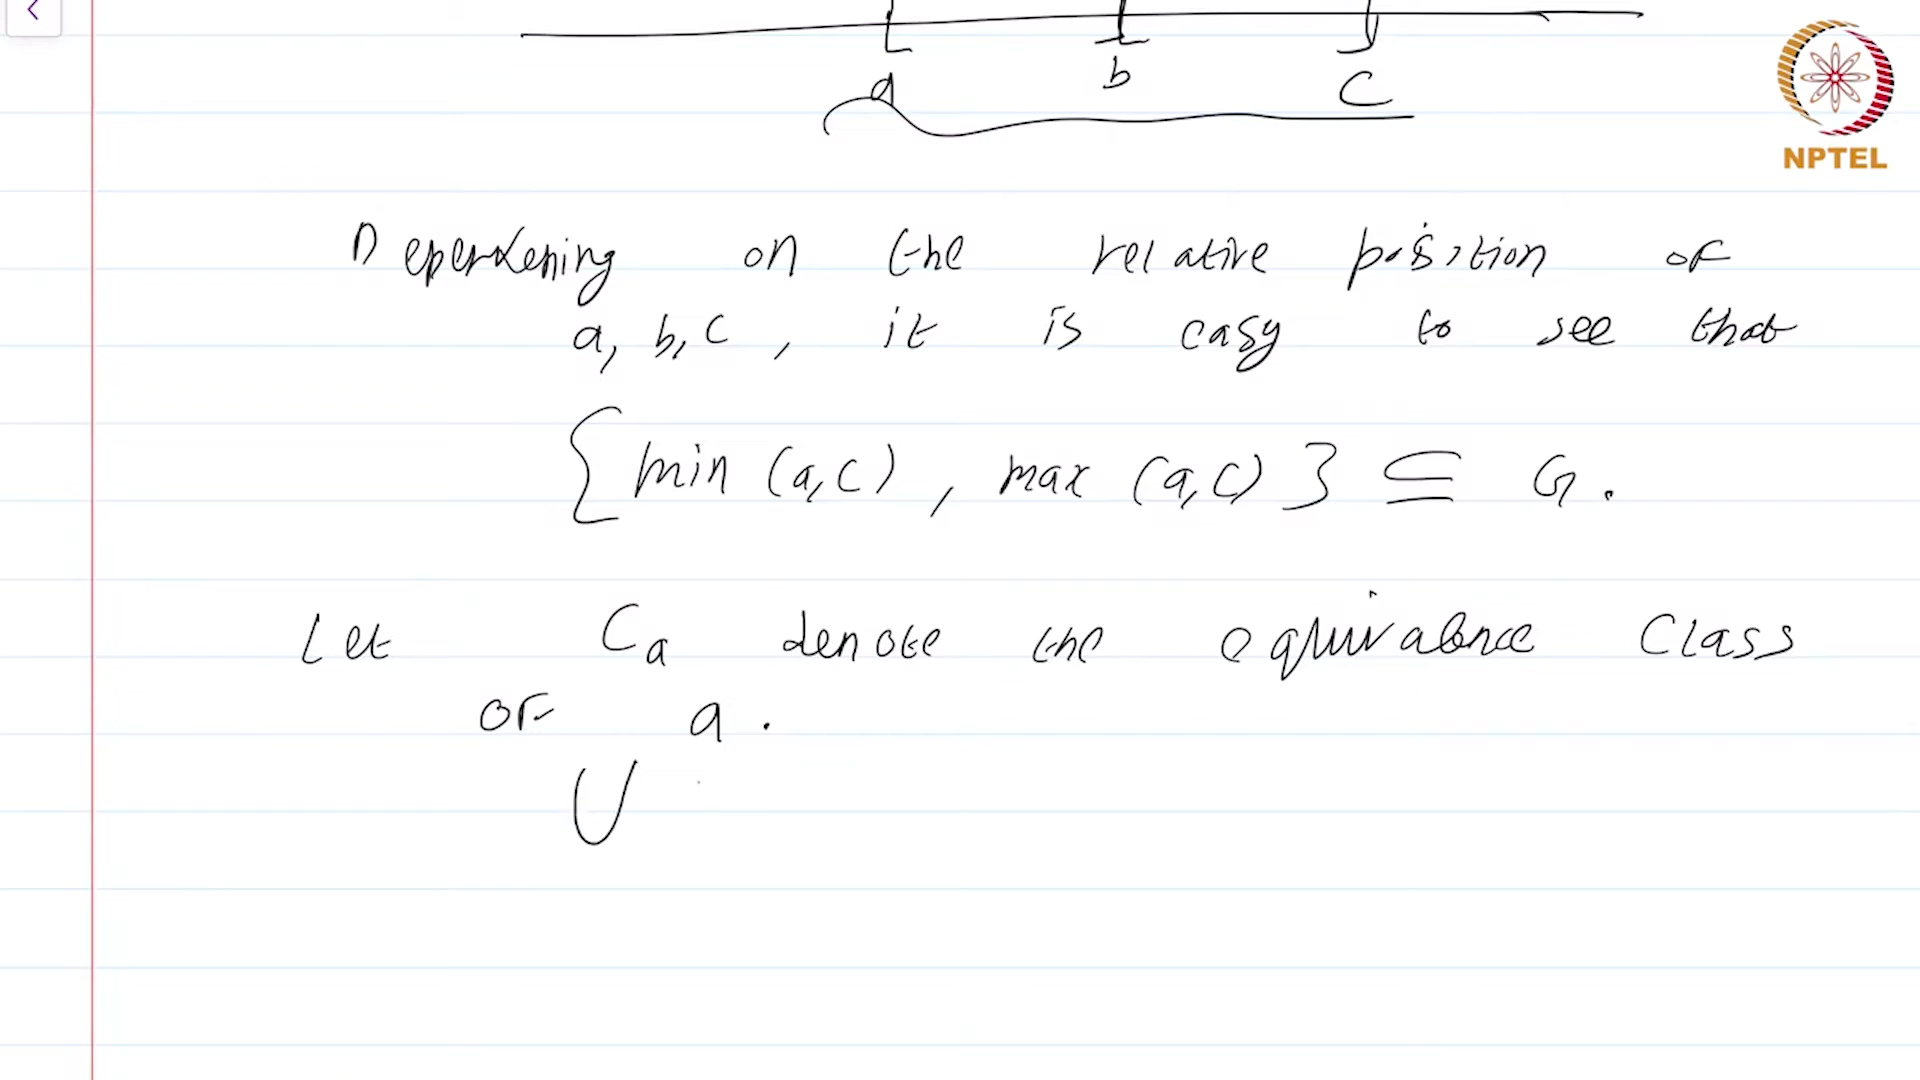 a b c
NPTEL
Depending on the relative position of
a, b, c , it is easy to see that
{ min (a,c) , max (a,c) } ⊆ G .
Let Ca denote the equivalence class
of a .
U